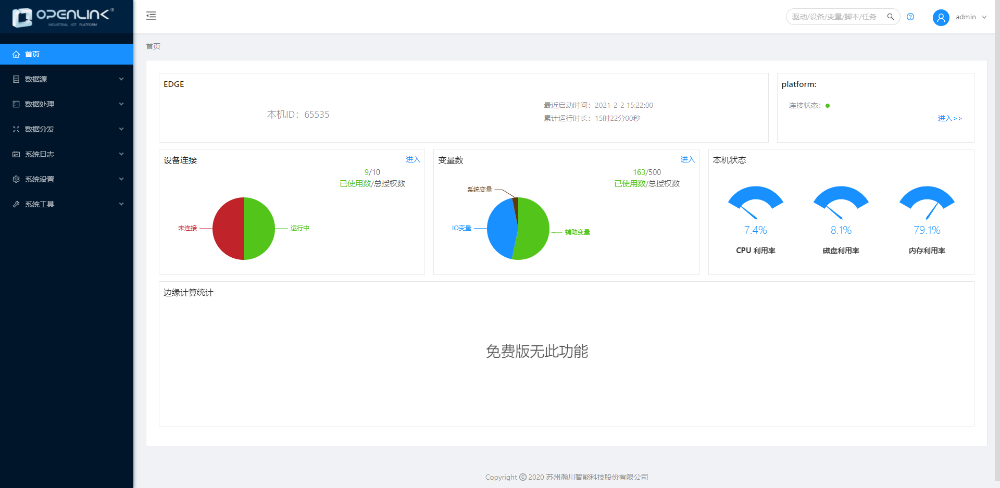 OPENLINK®
INDUSTRIAL IOT PLATFORM
驱动/设备/变量/脚本/任务
admin
首页
数据源
数据处理
数据分发
系统日志
系统设置
系统工具
首页
EDGE
本机ID：65535
最近启动时间：2021-2-2 15:22:00
累计运行时长：15时22分00秒
platform:
连接状态：
进入>>
设备连接
进入
9/10
已使用数/总授权数
未连接
运行中
变量数
进入
163/500
已使用数/总授权数
系统变量
IO变量
辅助变量
本机状态
7.4%
8.1%
79.1%
CPU 利用率
磁盘利用率
内存利用率
边缘计算统计
免费版无此功能
Copyright © 2020 苏州瀚川智能科技股份有限公司